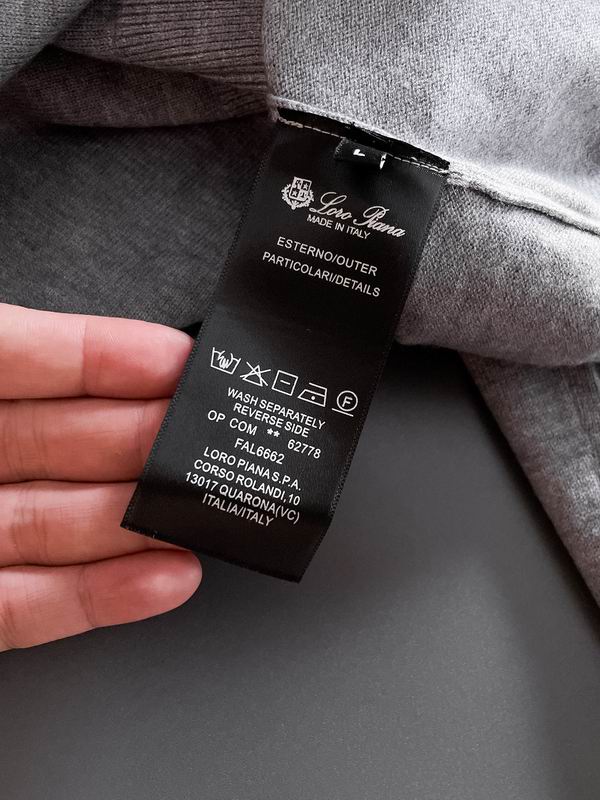 Loro Piana
MADE IN ITALY
ESTERNO/OUTER
PARTICOLARI/DETAILS
F
WASH SEPARATELY
REVERSE SIDE
OP COM ** 62778
FAL6662
LORO PIANA S.P.A.
CORSO ROLANDI,10
13017 QUARONA(VC)
ITALIA/ITALY